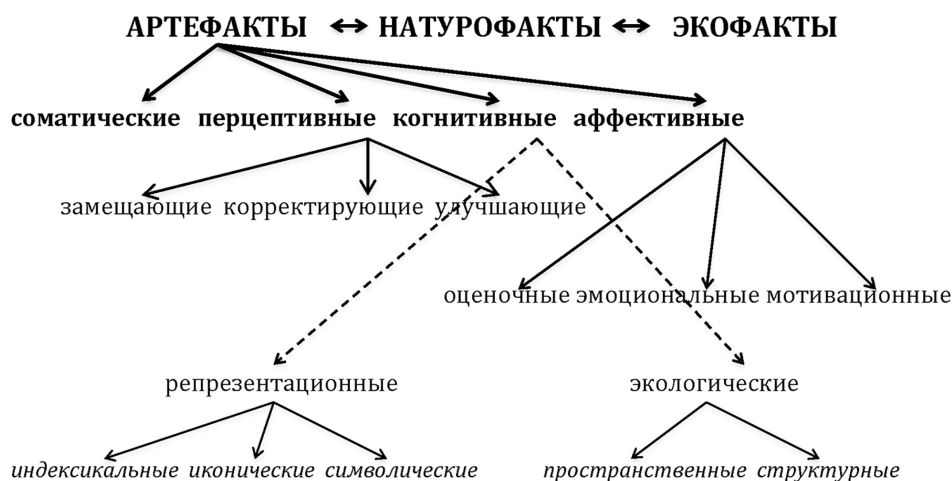 АРТЕФАКТЫ НАТУРОФАКТЫ ЭКОФАКТЫ
соматические перцептивные когнитивные аффективные
замещающие корректирующие улучшающие
оценочные эмоциональные мотивационные
репрезентационные экологические
индексикальные иконические символические пространственные структурные